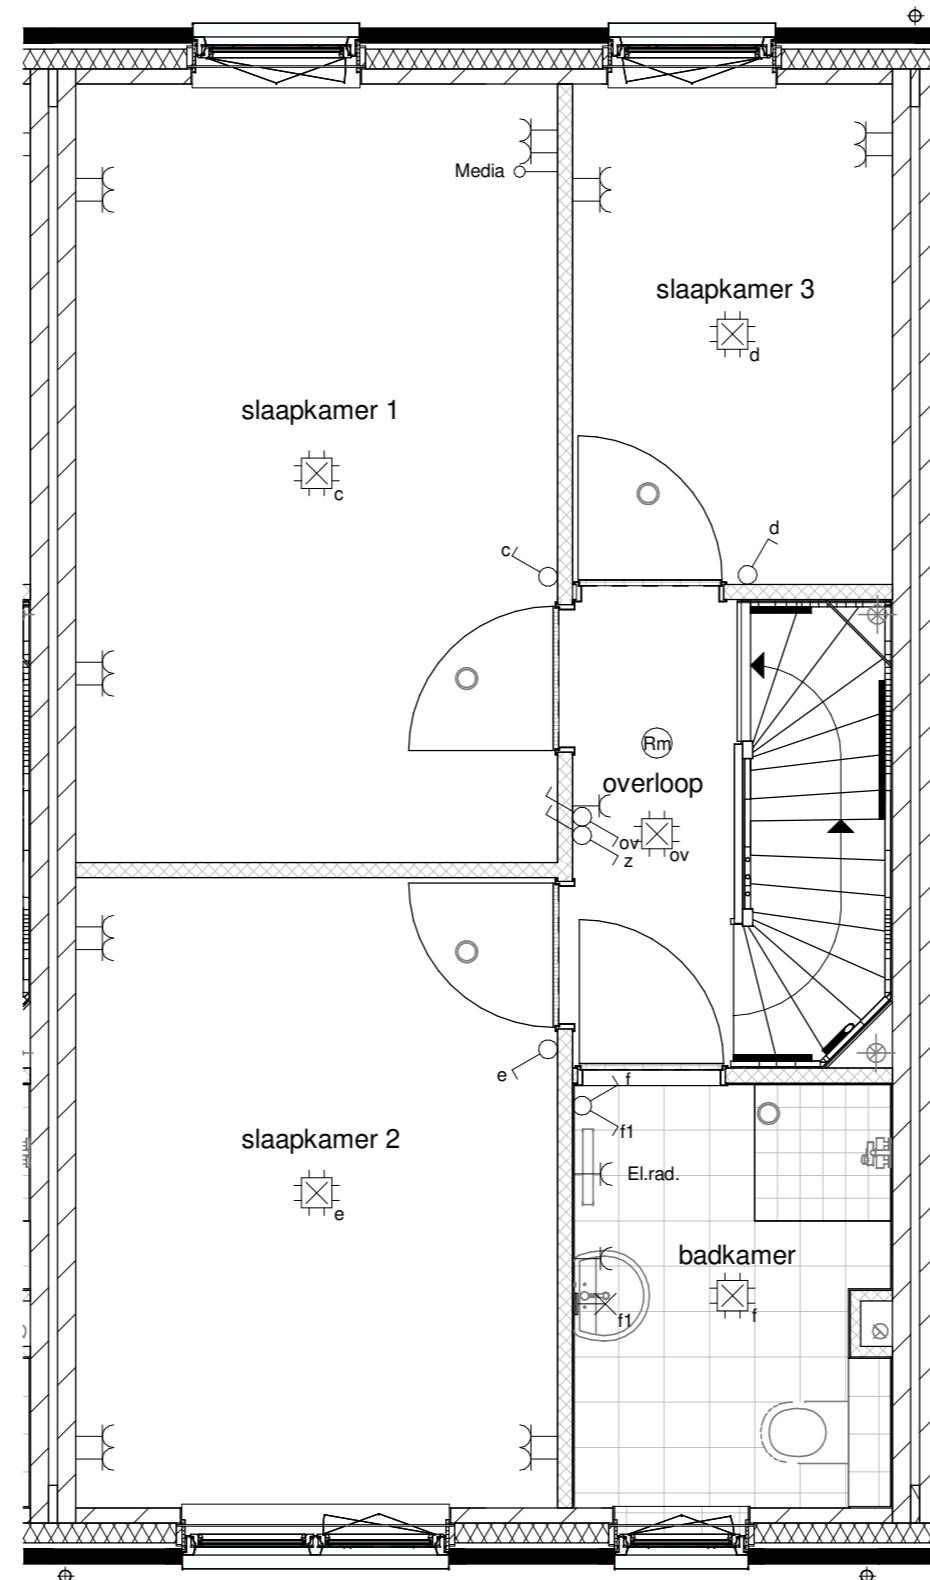 Media
slaapkamer 3
d
slaapkamer 1
c
c
d
Rm
overloop
ov
ov
z
e
f
f1
slaapkamer 2
El.rad.
e
badkamer
f
f1